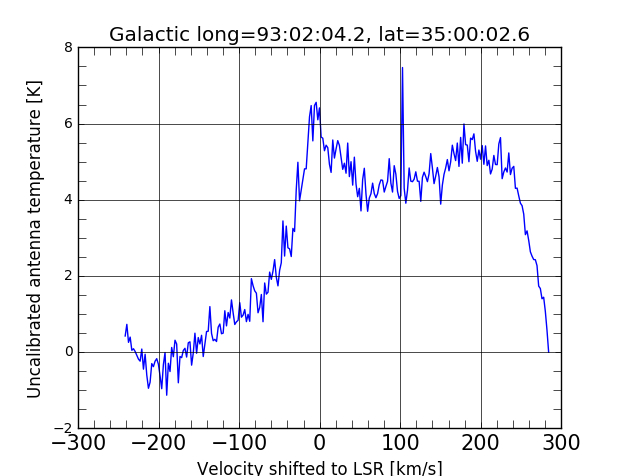 Galactic long=93:02:04.2, lat=35:00:02.6
8
6
4
2
0
−2
Uncalibrated antenna temperature [K]
−300 −200 −100 0 100 200 300
Velocity shifted to LSR [km/s]